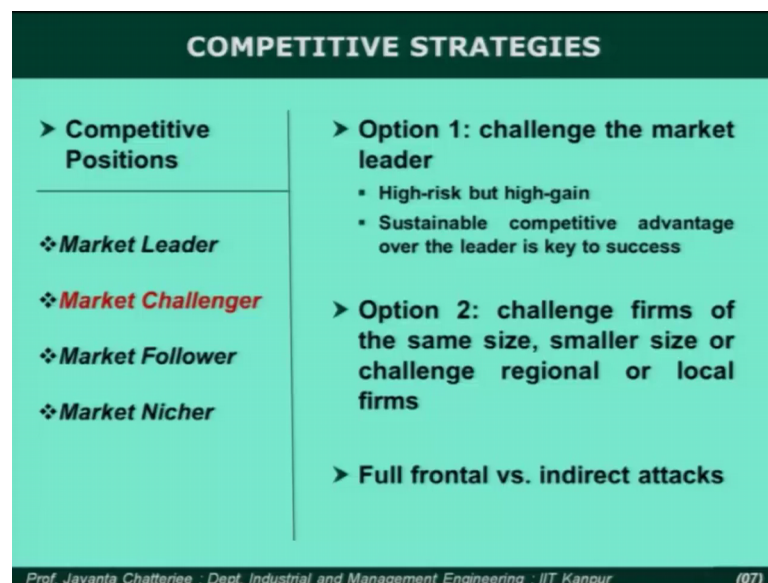 COMPETITIVE STRATEGIES
➤ Competitive
Positions
❖Market Leader
❖Market Challenger
❖Market Follower
❖Market Nicher
➤ Option 1: challenge the market
leader
▪ High-risk but high-gain
▪ Sustainable competitive advantage
over the leader is key to success
➤ Option 2: challenge firms of
the same size, smaller size or
challenge regional or local
firms
➤ Full frontal vs. indirect attacks
Prof. Jayanta Chatterjee : Dept. Industrial and Management Engineering : IIT Kanpur (07)